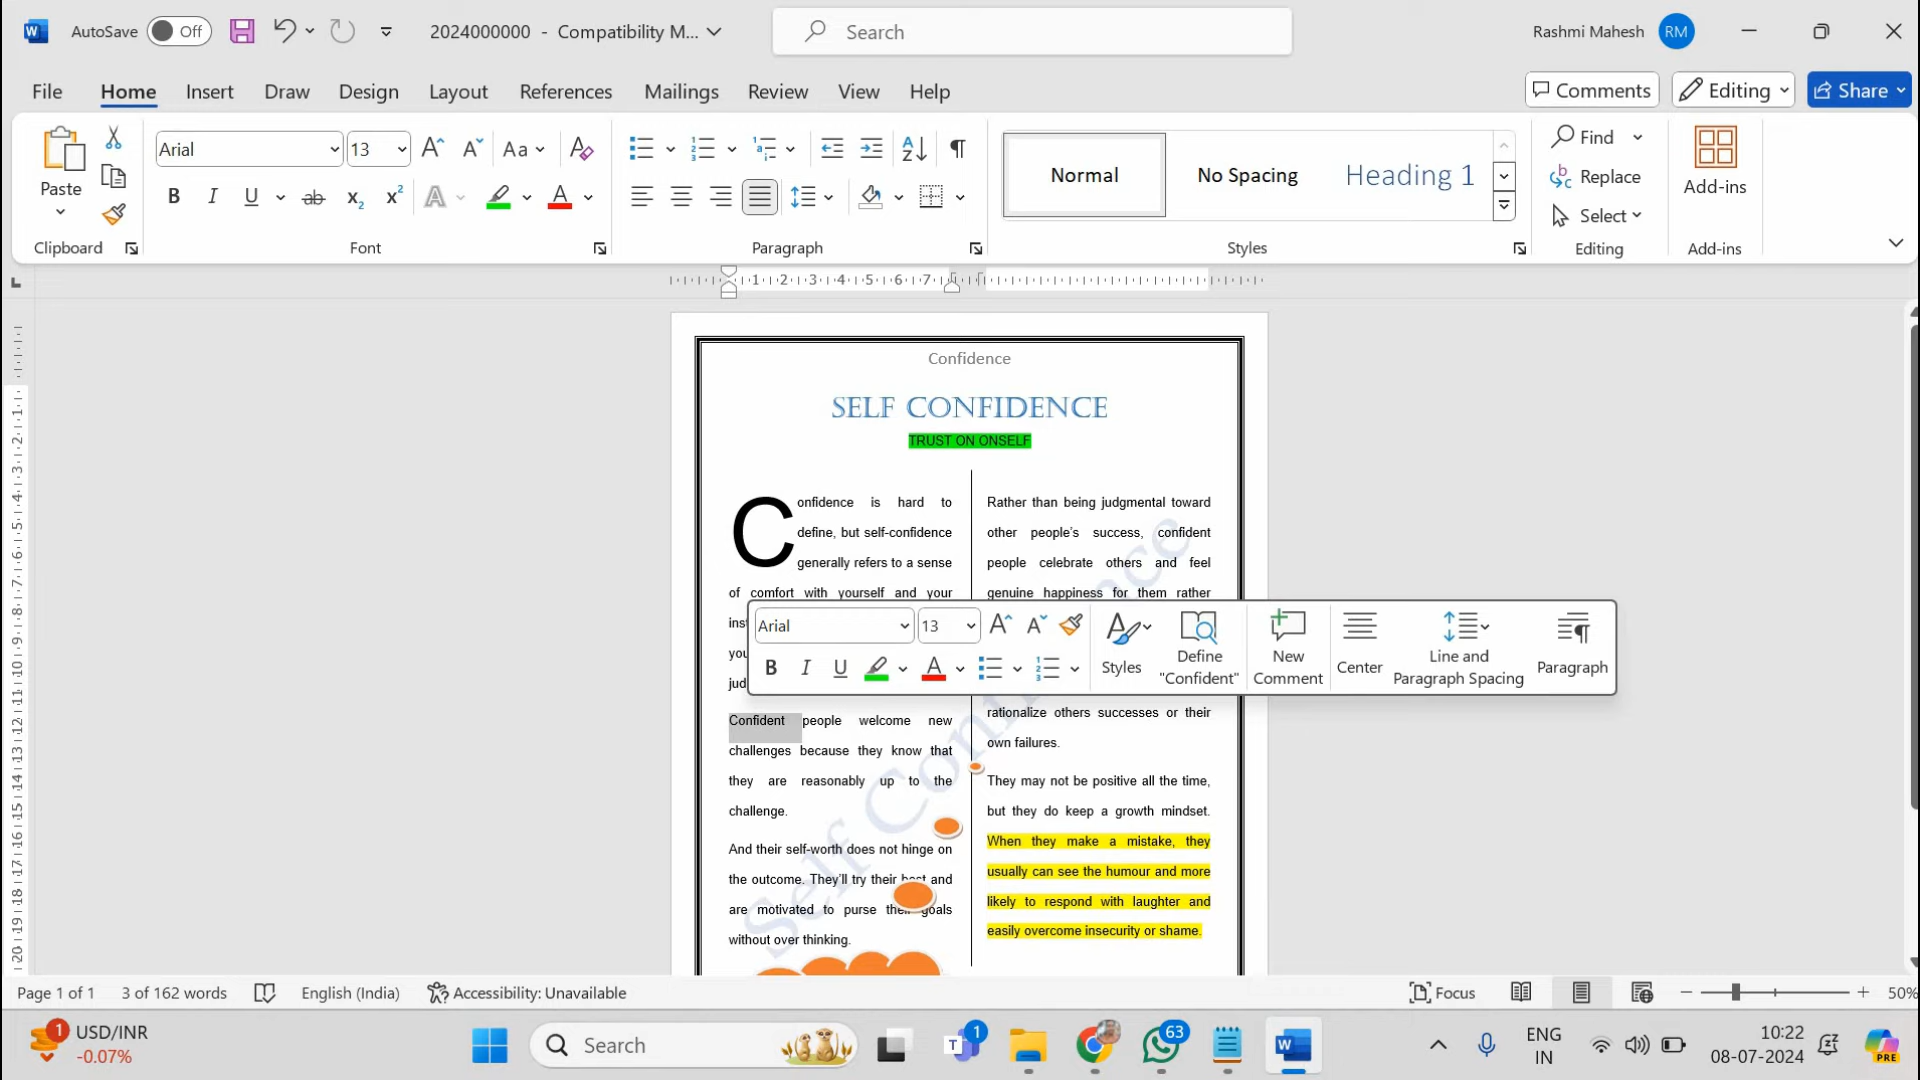 AutoSave Off 2024000000 - Compatibility M... Search Rashmi Mahesh RM
File Home Insert Draw Design Layout References Mailings Review View Help Comments Editing Share
Paste Arial 13 Aa Normal No Spacing Heading 1 Find Replace Select Add-ins
Clipboard Font Paragraph Styles Editing Add-ins
Confidence
SELF CONFIDENCE
TRUST ON ONSELF
Confidence is hard to
define, but self-confidence
generally refers to a sense
of comfort with yourself and your
Confident people welcome new
challenges because they know that
they are reasonably up to the
challenge.
And their self-worth does not hinge on
the outcome. They'll try their best and
are motivated to purse their goals
without over thinking.
Rather than being judgmental toward
other people's success, confident
people celebrate others and feel
genuine happiness for them rather
rationalize others successes or their
own failures.
They may not be positive all the time,
but they do keep a growth mindset.
When they make a mistake, they
usually can see the humour and more
likely to respond with laughter and
easily overcome insecurity or shame.
Arial 13 Styles Define "Confident" New Comment Center Line and Paragraph Spacing Paragraph
Page 1 of 1 3 of 162 words English (India) Accessibility: Unavailable Focus 50%
USD/INR
-0.07%
Search
1 63
ENG
IN
10:22
08-07-2024
PRE